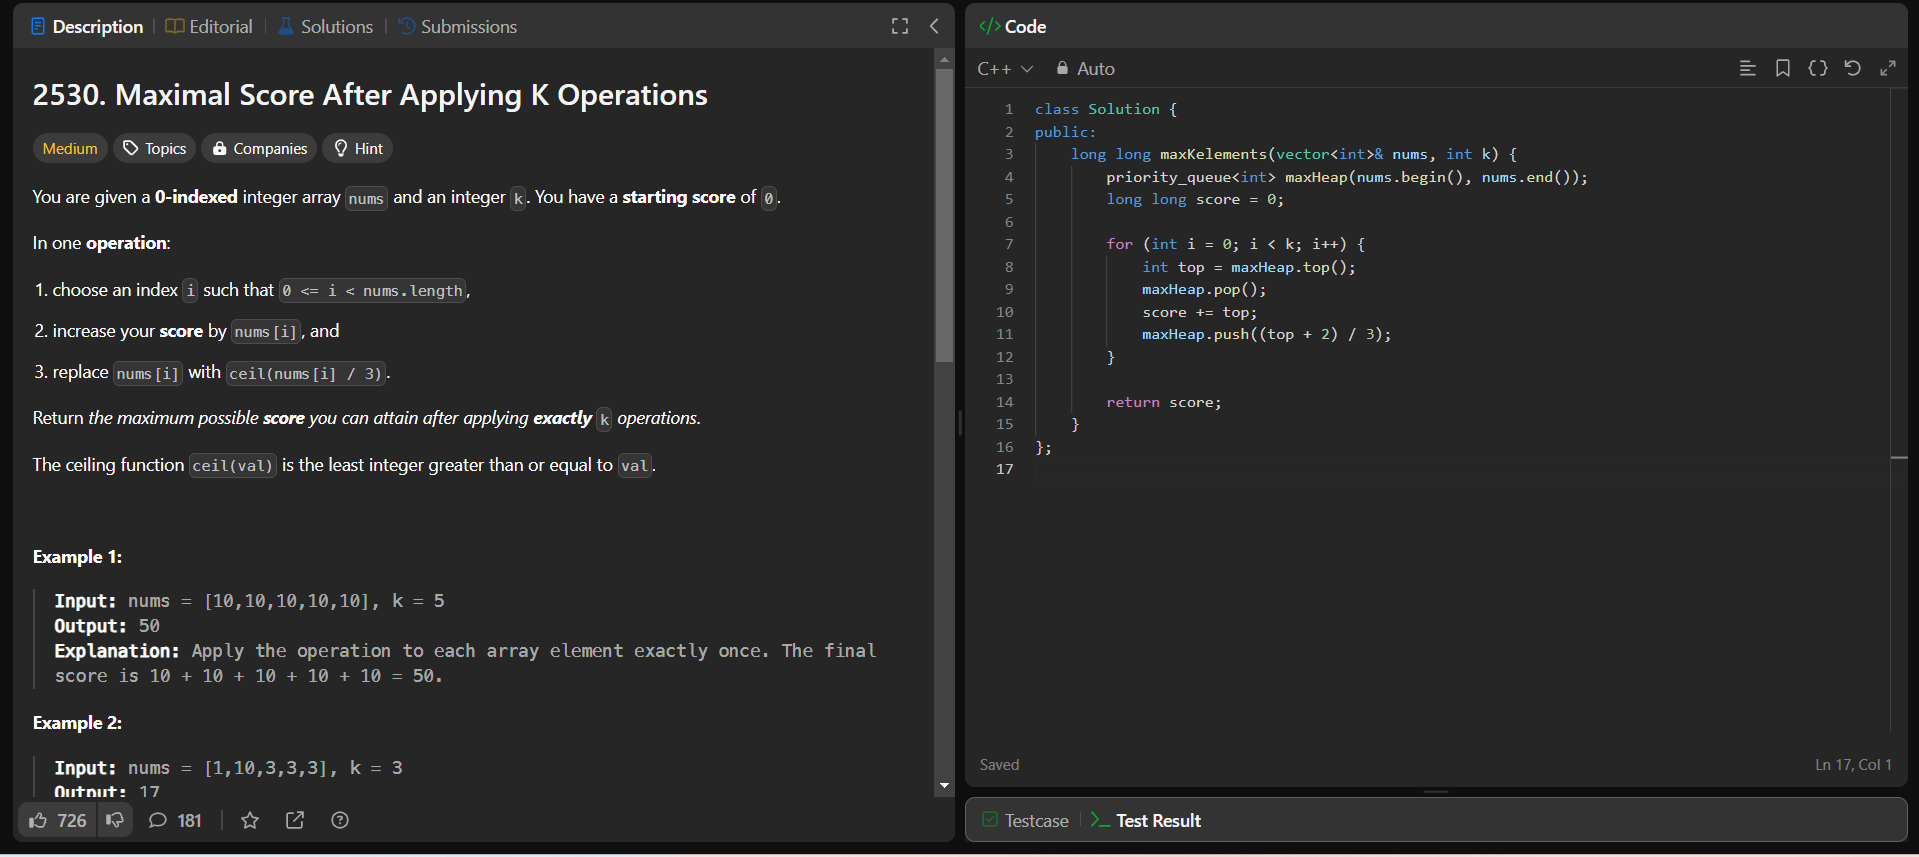 Description | Editorial | Solutions | Submissions
2530. Maximal Score After Applying K Operations
Medium Topics Companies Hint
You are given a 0-indexed integer array nums and an integer k. You have a starting score of 0.
In one operation:
1. choose an index i such that 0 <= i < nums.length,
2. increase your score by nums[i], and
3. replace nums[i] with ceil(nums[i] / 3).
Return the maximum possible score you can attain after applying exactly k operations.
The ceiling function ceil(val) is the least integer greater than or equal to val.
Example 1:
Input: nums = [10,10,10,10,10], k = 5
Output: 50
Explanation: Apply the operation to each array element exactly once. The final
score is 10 + 10 + 10 + 10 + 10 = 50.
Example 2:
Input: nums = [1,10,3,3,3], k = 3
Output: 17
726 181
</> Code
C++ Auto
1 class Solution {
2 public:
3     long long maxKelements(vector<int>& nums, int k) {
4         priority_queue<int> maxHeap(nums.begin(), nums.end());
5         long long score = 0;
6
7         for (int i = 0; i < k; i++) {
8             int top = maxHeap.top();
9             maxHeap.pop();
10             score += top;
11             maxHeap.push((top + 2) / 3);
12         }
13
14         return score;
15     }
16 };
17
Saved Ln 17, Col 1
Testcase | >_ Test Result